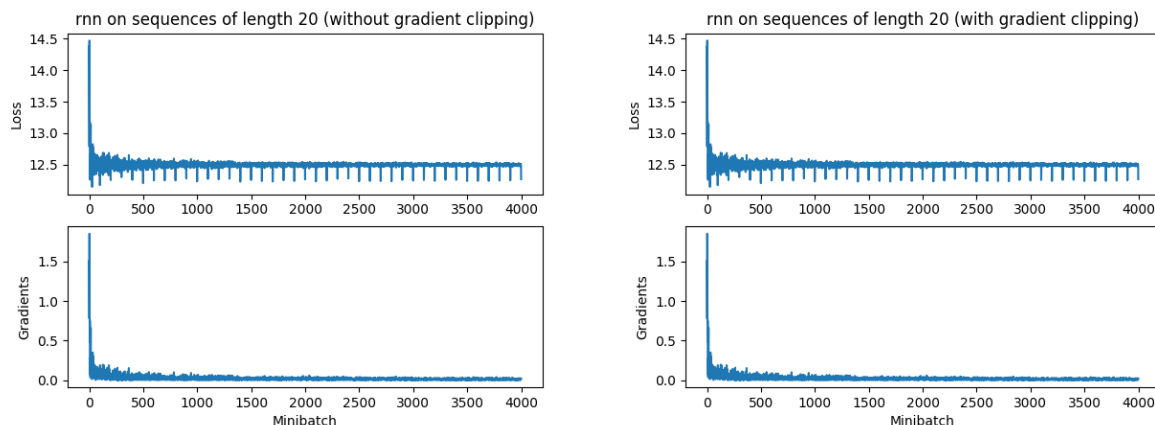 rnn on sequences of length 20 (without gradient clipping)
14.5
14.0
13.5
13.0
12.5
Loss
0 500 1000 1500 2000 2500 3000 3500 4000
1.5
1.0
0.5
0.0
Gradients
0 500 1000 1500 2000 2500 3000 3500 4000
Minibatch
rnn on sequences of length 20 (with gradient clipping)
14.5
14.0
13.5
13.0
12.5
Loss
0 500 1000 1500 2000 2500 3000 3500 4000
1.5
1.0
0.5
0.0
Gradients
0 500 1000 1500 2000 2500 3000 3500 4000
Minibatch